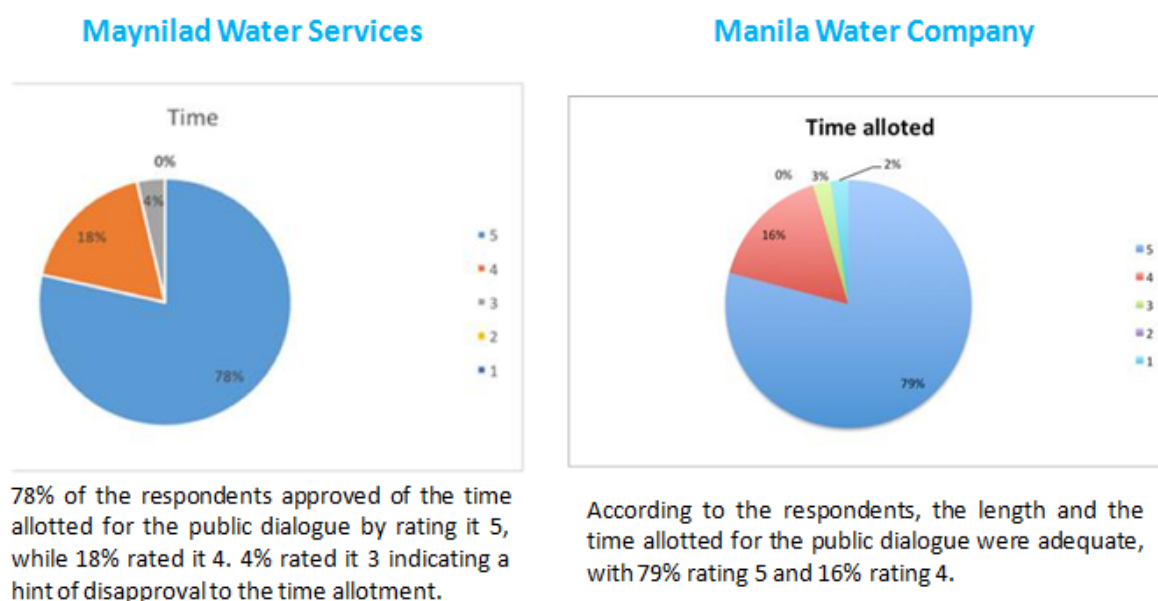 Maynilad Water Services
Time
0%
4%
18%
78%
5
4
3
2
1
78% of the respondents approved of the time
allotted for the public dialogue by rating it 5,
while 18% rated it 4. 4% rated it 3 indicating a
hint of disapproval to the time allotment.
Manila Water Company
Time alloted
2%
0%
3%
16%
79%
5
4
3
2
1
According to the respondents, the length and the
time allotted for the public dialogue were adequate,
with 79% rating 5 and 16% rating 4.